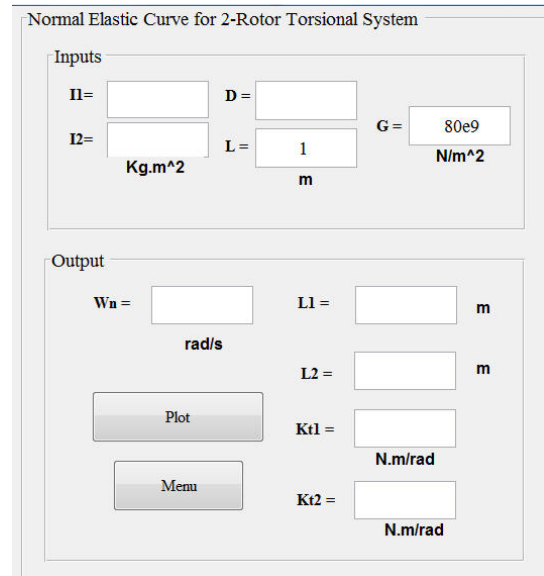 Normal Elastic Curve for 2-Rotor Torsional System
Inputs
I1=
D =
I2=
L =
1
G =
80e9
Kg.m^2
m
N/m^2
Output
Wn =
L1 =
m
rad/s
L2 =
m
Plot
Kt1 =
N.m/rad
Menu
Kt2 =
N.m/rad